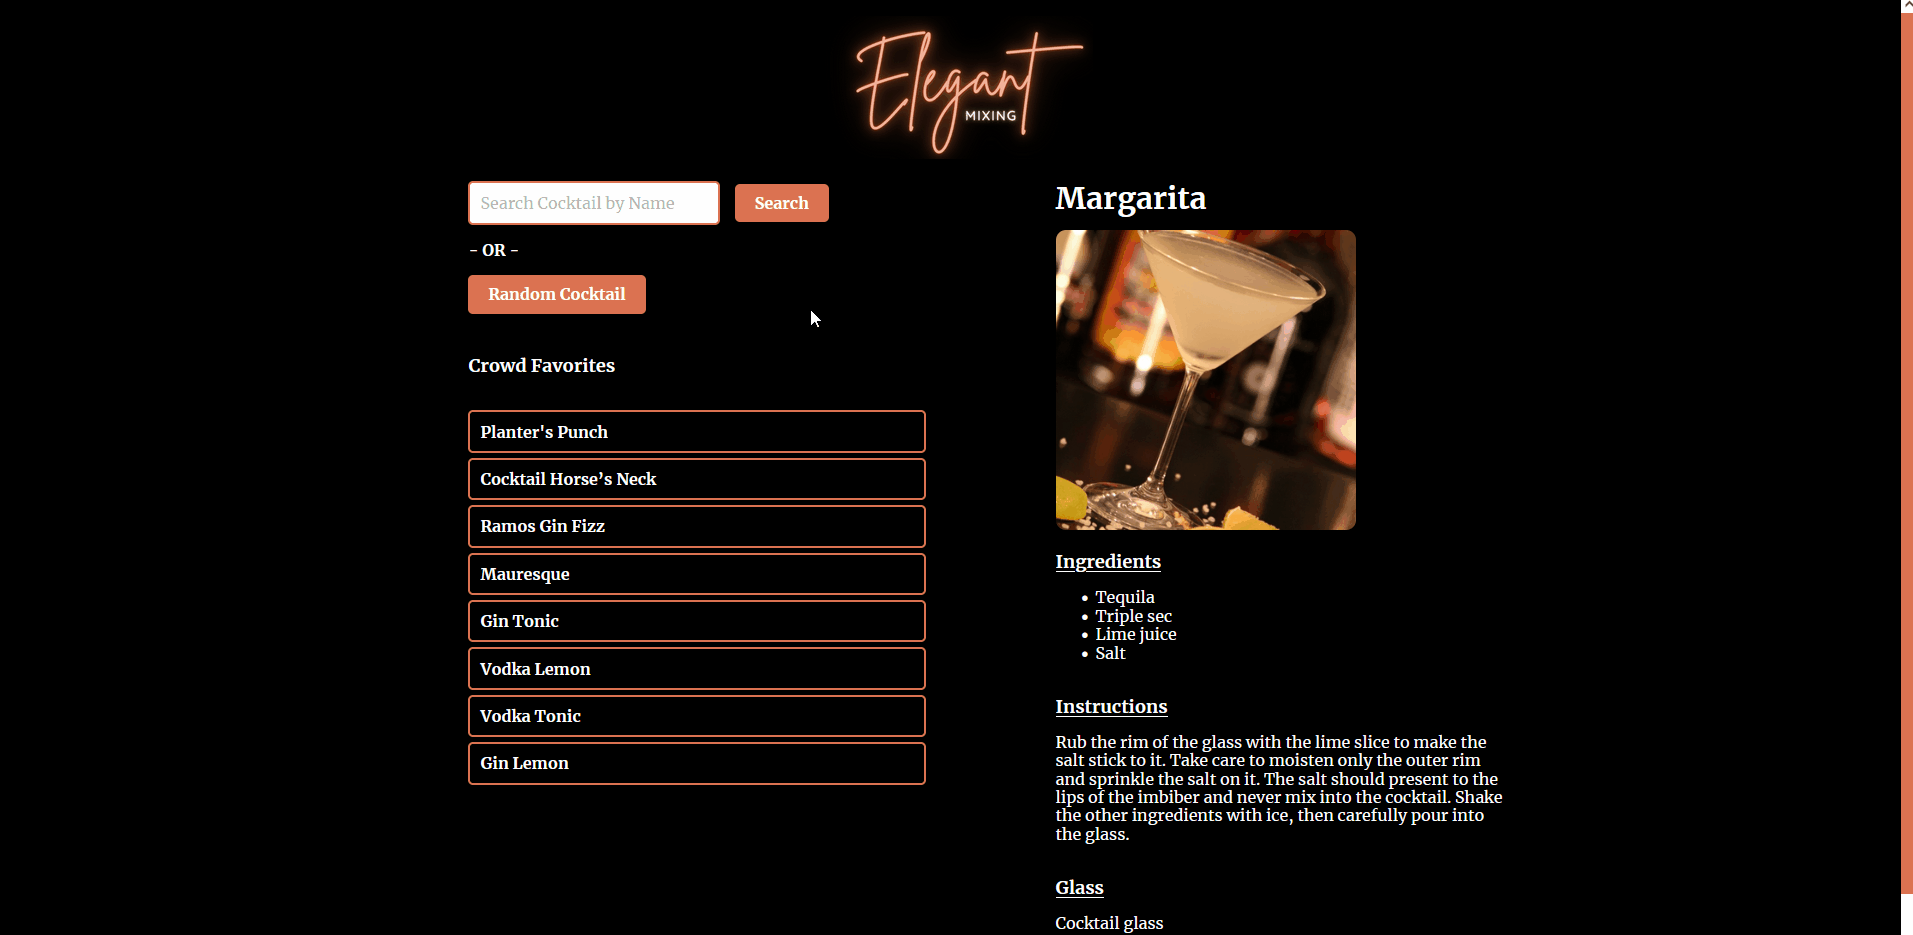 Elegant
MIXING
Search Cocktail by Name
Search
- OR -
Random Cocktail
Crowd Favorites
Planter's Punch
Cocktail Horse’s Neck
Ramos Gin Fizz
Mauresque
Gin Tonic
Vodka Lemon
Vodka Tonic
Gin Lemon
Margarita
Ingredients
Tequila
Triple sec
Lime juice
Salt
Instructions
Rub the rim of the glass with the lime slice to make the
salt stick to it. Take care to moisten only the outer rim
and sprinkle the salt on it. The salt should present to the
lips of the imbiber and never mix into the cocktail. Shake
the other ingredients with ice, then carefully pour into
the glass.
Glass
Cocktail glass